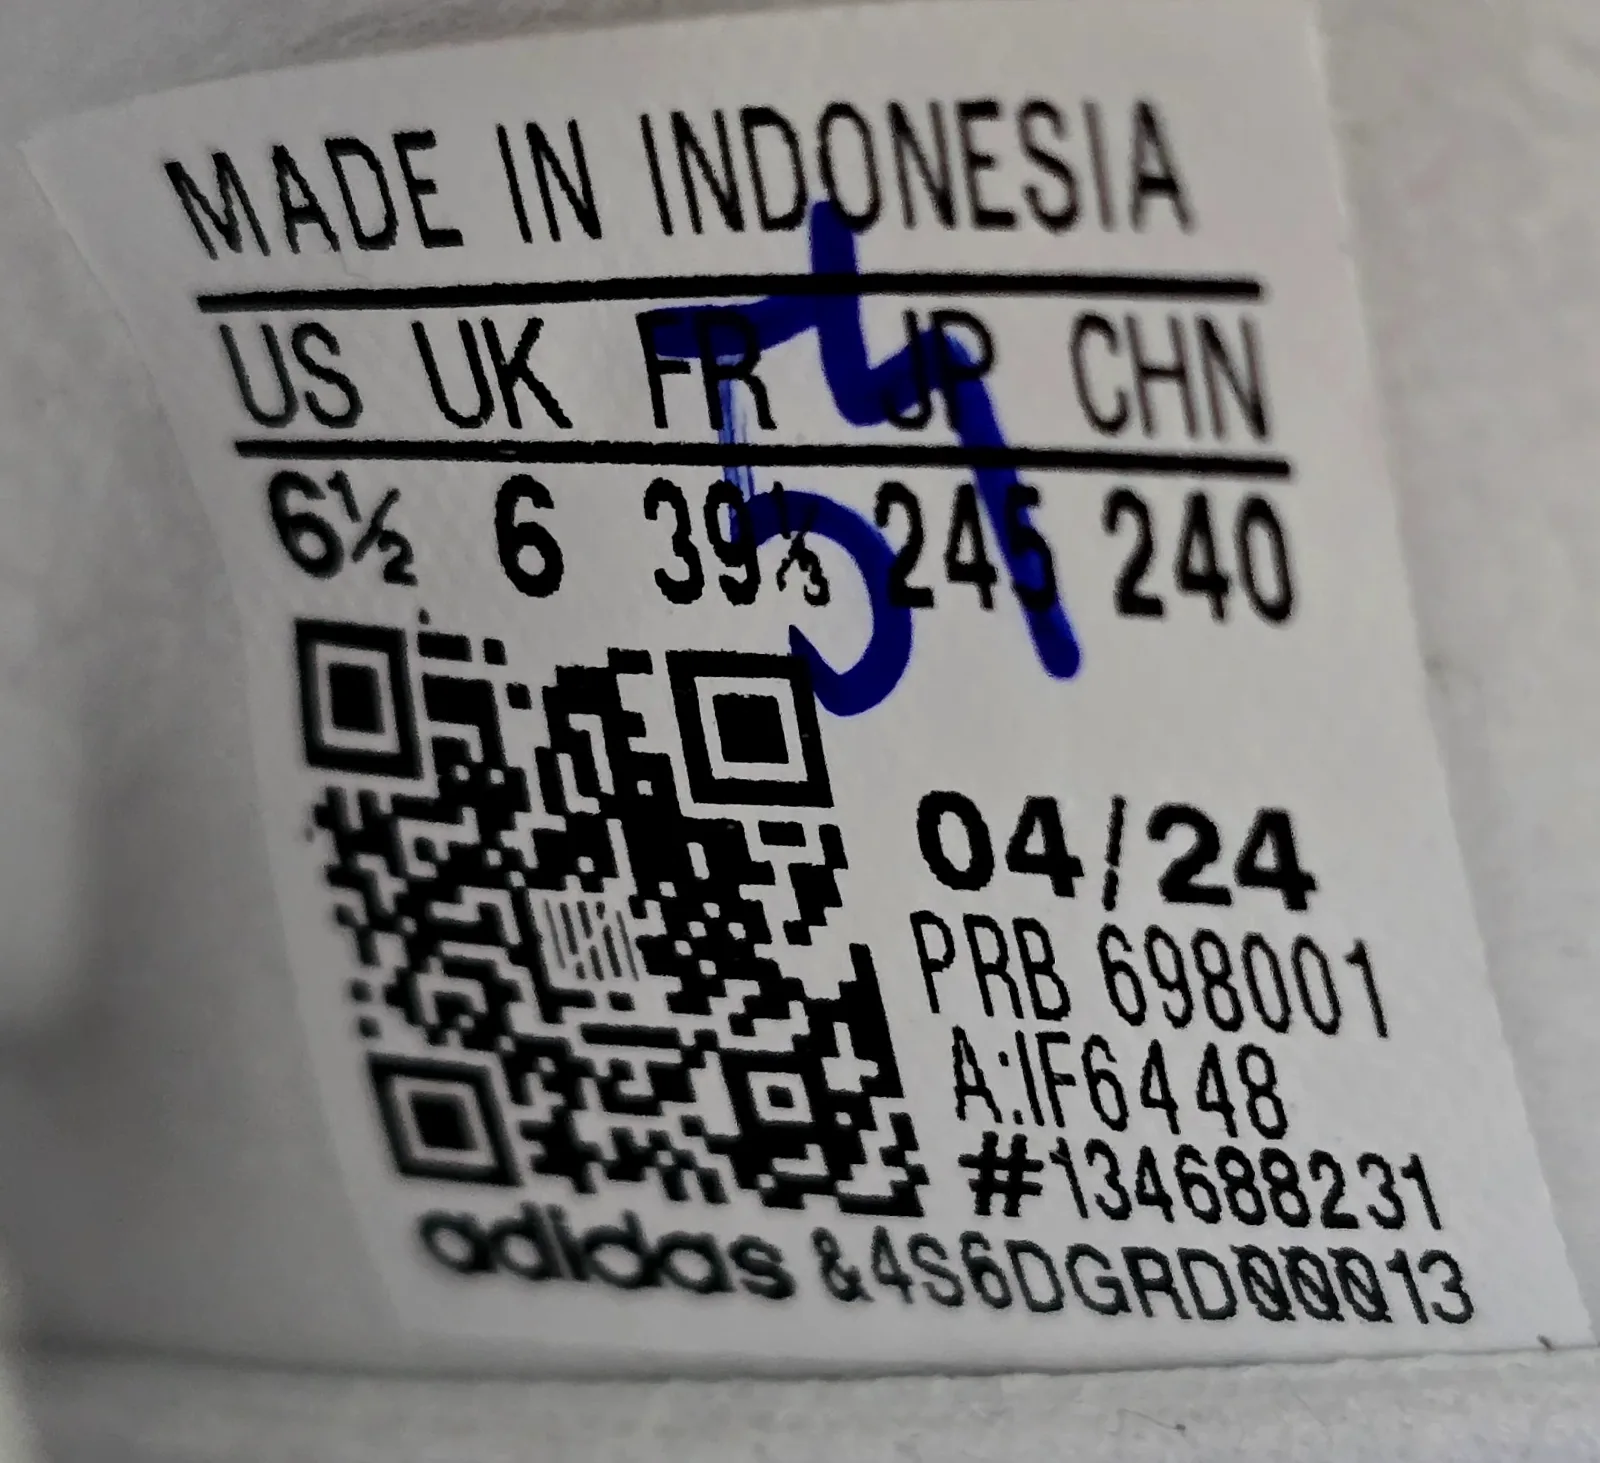 MADE IN INDONESIA
US UK FR JP CHN
6½ 6 39⅓ 245 240
04/24
PRB 698001
A:IF6448
#134688231
adidas &4S6DGRD000013